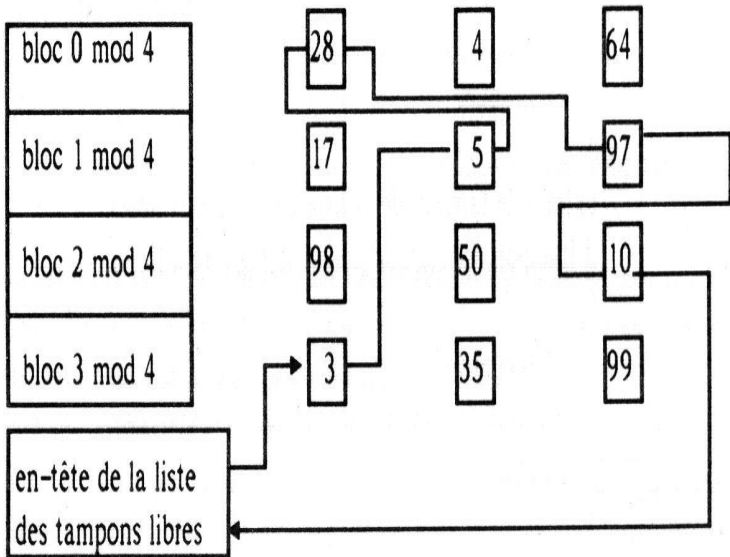 bloc 0 mod 4
28
4
64
bloc 1 mod 4
17
5
97
bloc 2 mod 4
98
50
10
bloc 3 mod 4
3
35
99
en-tête de la liste
des tampons libres